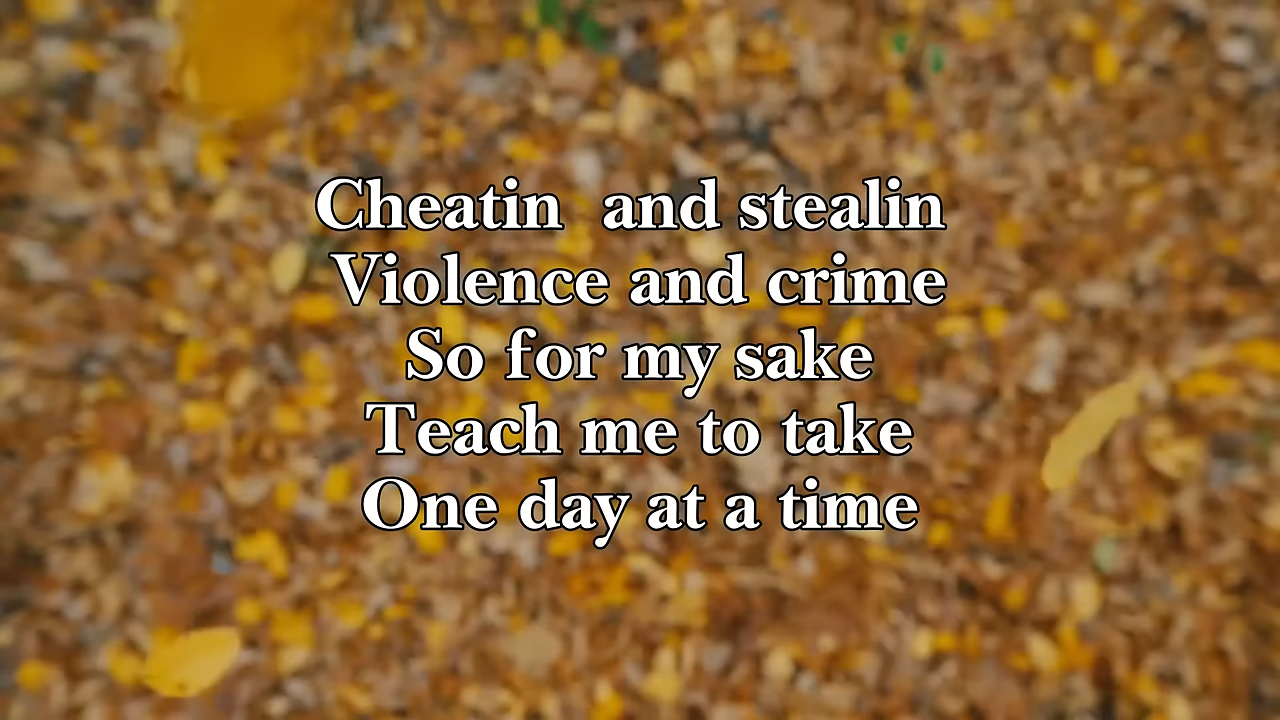 Cheatin  and stealin
Violence and crime
So for my sake
Teach me to take
One day at a time